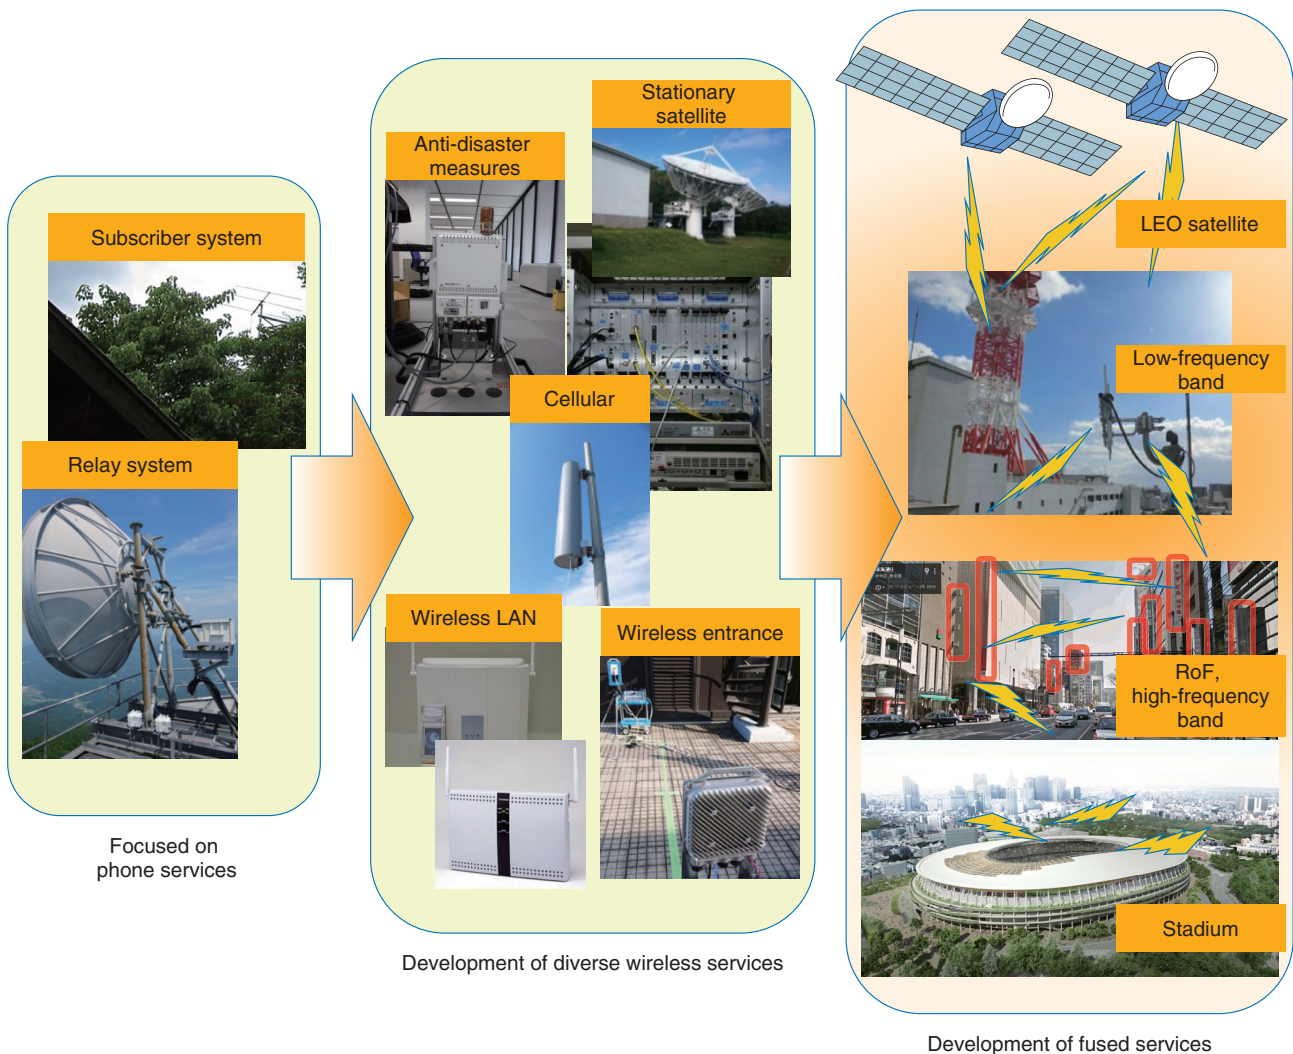 Subscriber system
Relay system
Focused on
phone services
Anti-disaster
measures
Stationary
satellite
Cellular
Wireless LAN
Wireless entrance
Development of diverse wireless services
LEO satellite
Low-frequency
band
RoF,
high-frequency
band
Stadium
Development of fused services